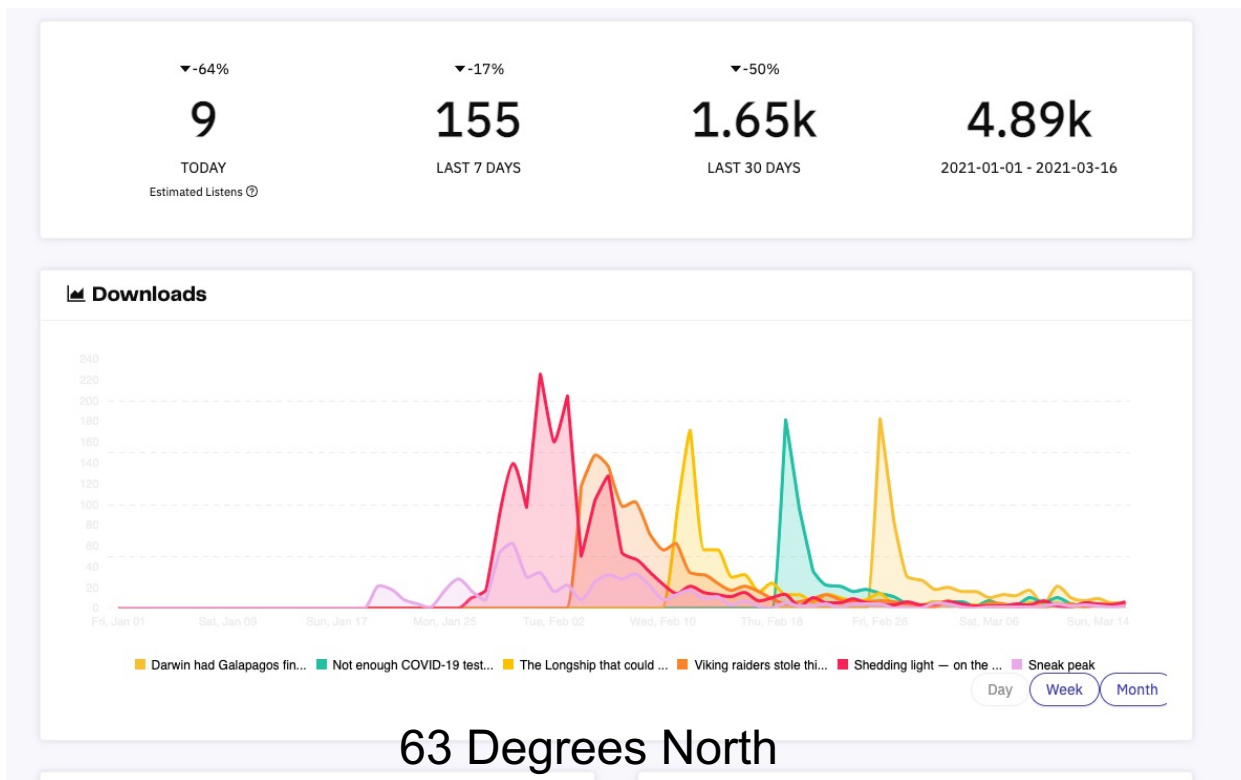 ▼-64%
▼-17%
▼-50%
9
155
1.65k
4.89k
TODAY
LAST 7 DAYS
LAST 30 DAYS
2021-01-01 - 2021-03-16
Estimated Listens ?
Downloads
240
220
200
180
160
140
120
100
80
60
40
20
0
Fri, Jan 01
Sat, Jan 09
Sun, Jan 17
Mon, Jan 25
Tue, Feb 02
Wed, Feb 10
Thu, Feb 18
Fri, Feb 26
Sat, Mar 06
Sun, Mar 14
Darwin had Galapagos fin... Not enough COVID-19 test... The Longship that could ... Viking raiders stole thi... Shedding light — on the ... Sneak peak
Day Week Month
63 Degrees North